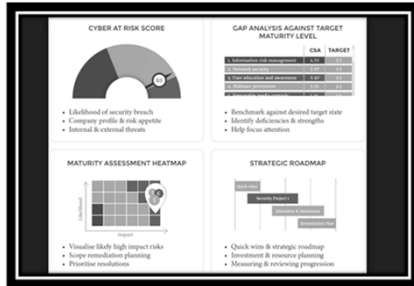 CYBER AT RISK SCORE
• Likelihood of security breach
• Company profile & risk appetite
• Internal & external threats
GAP ANALYSIS AGAINST TARGET
MATURITY LEVEL
CSA TARGET
1. Information risk management
2. Network security
3. User education and awareness
4. Malware prevention
• Benchmark against desired target state
• Identify deficiencies & strengths
• Help focus attention
MATURITY ASSESSMENT HEATMAP
Likelihood
Impact
• Visualise likely high impact risks
• Scope remediation planning
• Prioritise resolutions
STRATEGIC ROADMAP
Quick wins
Security Project 1
Education & Awareness
Remediation Plan
• Quick wins & strategic roadmap
• Investment & resource planning
• Measuring & reviewing progression